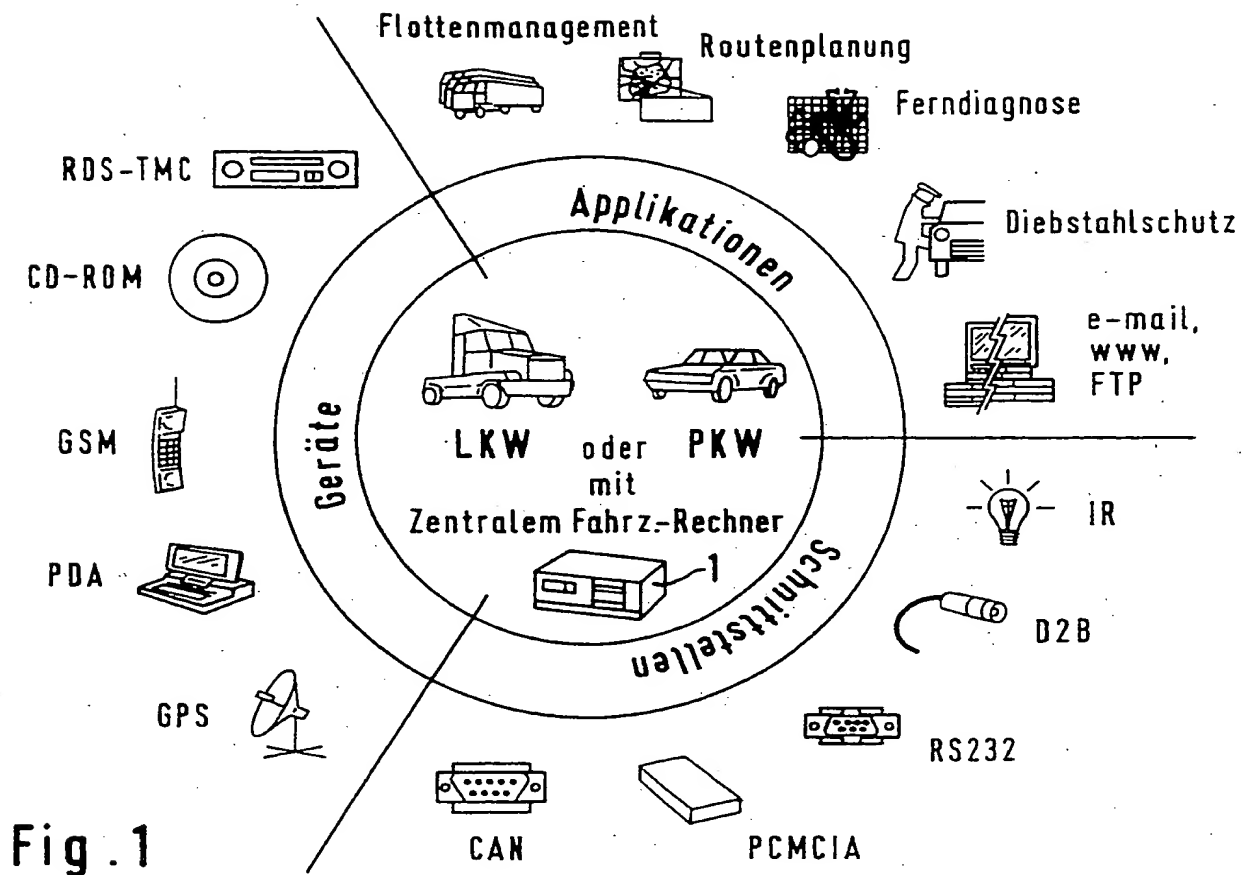 Flottenmanagement
Routenplanung
Ferndiagnose
RDS-TMC
Applikationen
Diebstahlschutz
CD-ROM
e-mail,
www,
FTP
GSM
Geräte
LKW oder PKW
mit
Zentralem Fahrz.-Rechner
1
IR
PDA
Schnittstellen
D2B
GPS
RS232
CAN
PCMCIA
Fig.1